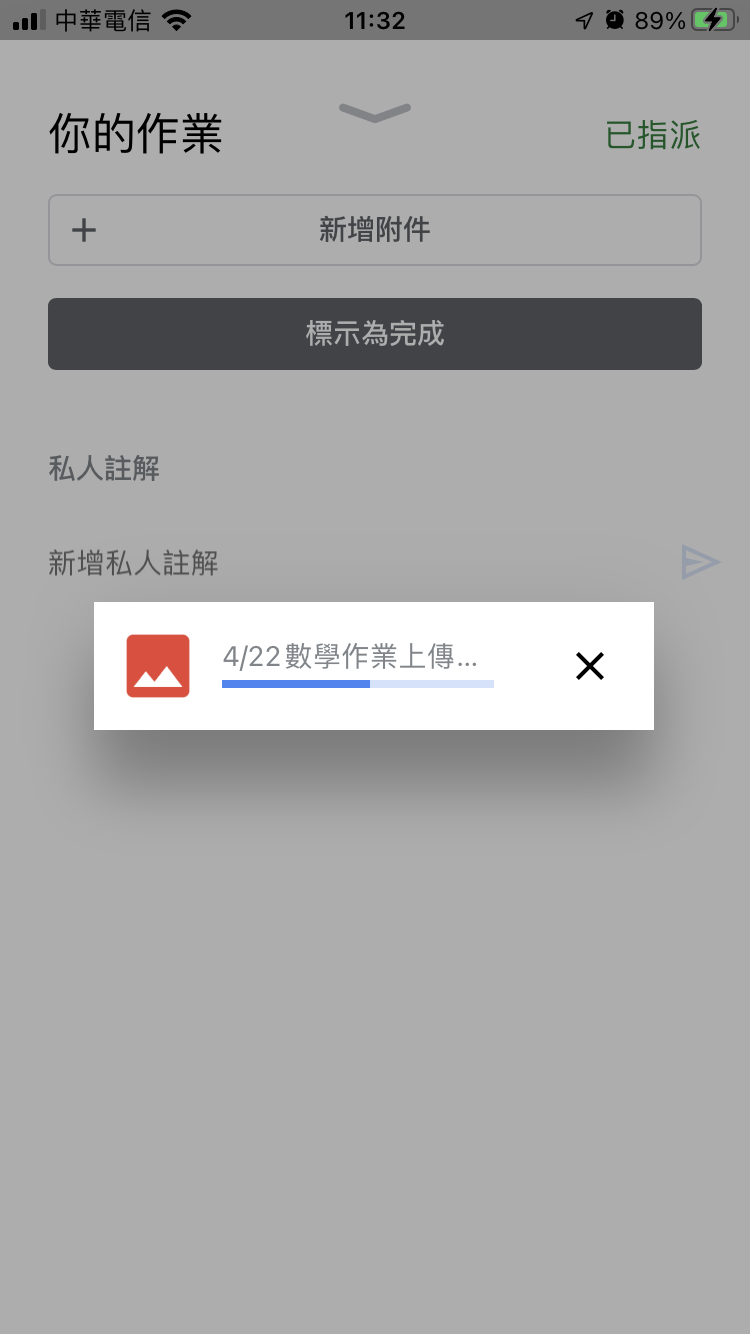 中華電信 11:32 89%
你的作業
已指派
+ 新增附件
標示為完成
私人註解
新增私人註解
4/22數學作業上傳...